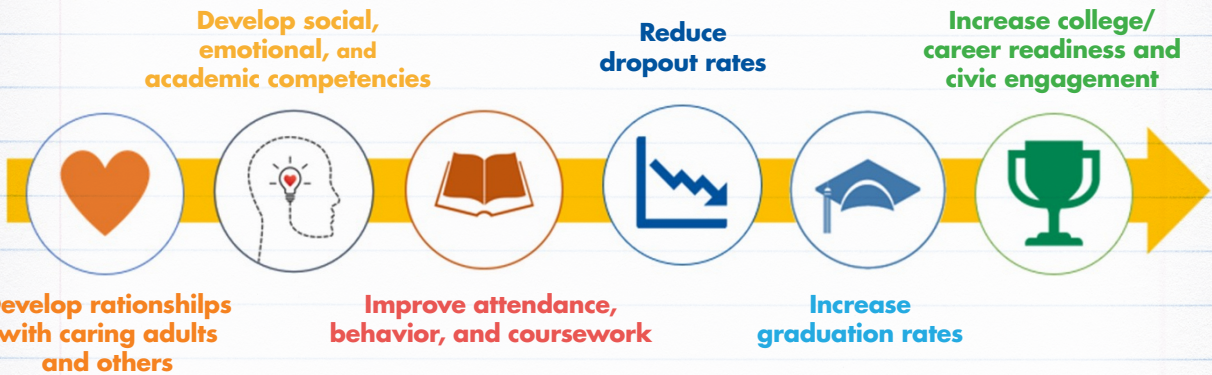 Develop social,
emotional, and
academic competencies
Reduce
dropout rates
Increase college/
career readiness and
civic engagement
evelop rationshilps
with caring adults
and others
Improve attendance,
behavior, and coursework
Increase
graduation rates